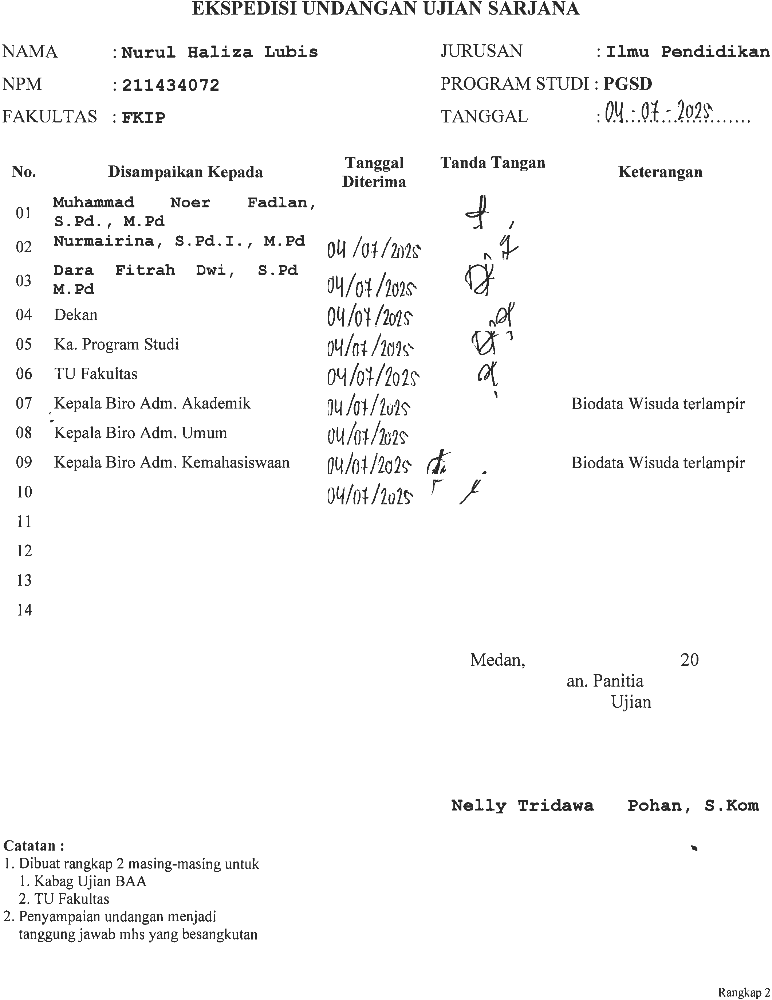 EKSPEDISI UNDANGAN UJIAN SARJANA
NAMA : Nurul Haliza Lubis JURUSAN : Ilmu Pendidikan
NPM : 211434072 PROGRAM STUDI : PGSD
FAKULTAS : FKIP TANGGAL : 04 - 07 - 2025
No. Disampaikan Kepada Tanggal Diterima Tanda Tangan Keterangan
01 Muhammad Noer Fadlan,
S.Pd., M.Pd
02 Nurmairina, S.Pd.I., M.Pd 04/07/2025
03 Dara Fitrah Dwi, S.Pd
M.Pd 04/07/2025
04 Dekan 04/07/2025
05 Ka. Program Studi 04/07/2025
06 TU Fakultas 04/07/2025
07 Kepala Biro Adm. Akademik 04/07/2025 Biodata Wisuda terlampir
08 Kepala Biro Adm. Umum 04/07/2025
09 Kepala Biro Adm. Kemahasiswaan 04/07/2025 Biodata Wisuda terlampir
10 04/07/2025
11
12
13
14
Medan, 20
an. Panitia
Ujian
Nelly Tridawa Pohan, S.Kom
Catatan :
1. Dibuat rangkap 2 masing-masing untuk
1. Kabag Ujian BAA
2. TU Fakultas
2. Penyampaian undangan menjadi
tanggung jawab mhs yang besangkutan
Rangkap 2